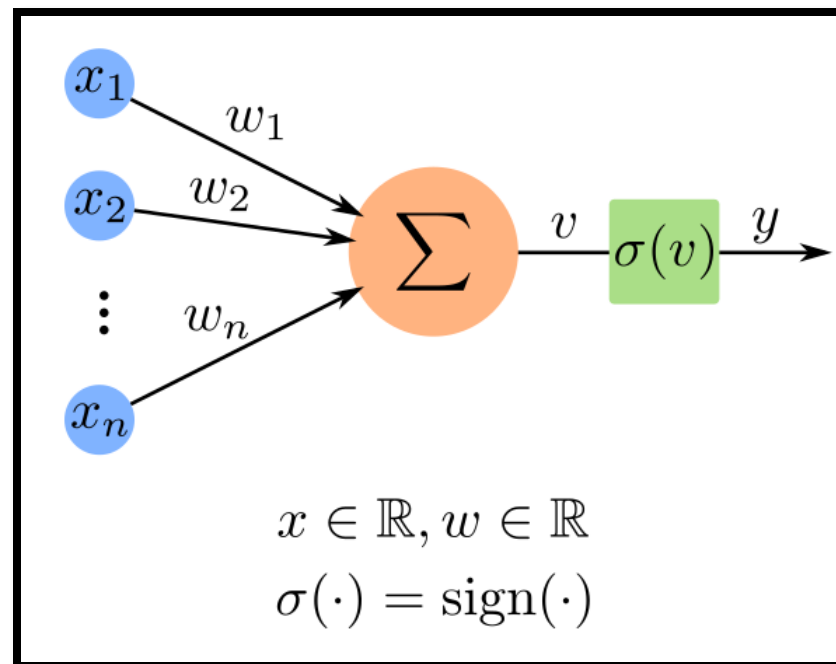 x₁
w₁
x₂
w₂
∑
v
σ(v)
y
⋮
wₙ
xₙ
x ∈ ℝ, w ∈ ℝ
σ(·) = sign(·)